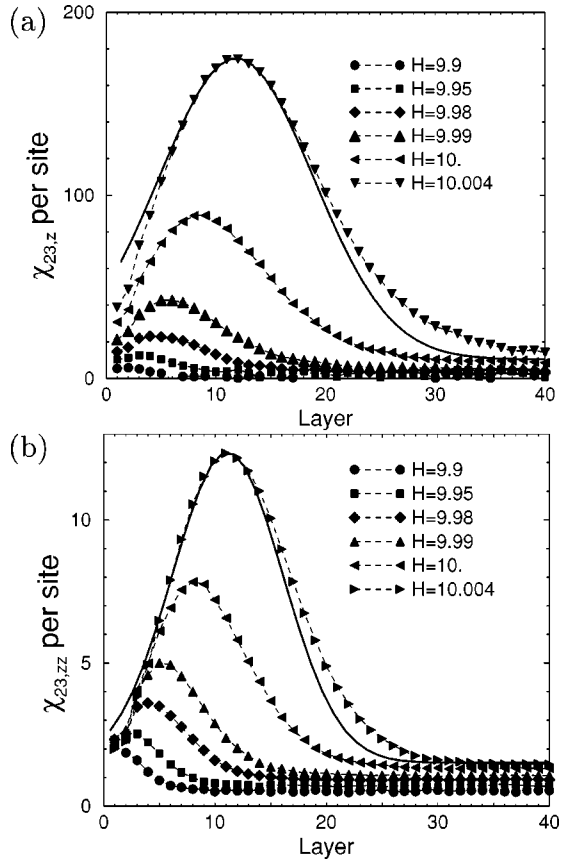 (a)
200
100
0
χ23,z per site
H=9.9
H=9.95
H=9.98
H=9.99
H=10.
H=10.004
0 10 20 30 40
Layer
(b)
10
5
0
χ23,zz per site
H=9.9
H=9.95
H=9.98
H=9.99
H=10.
H=10.004
0 10 20 30 40
Layer